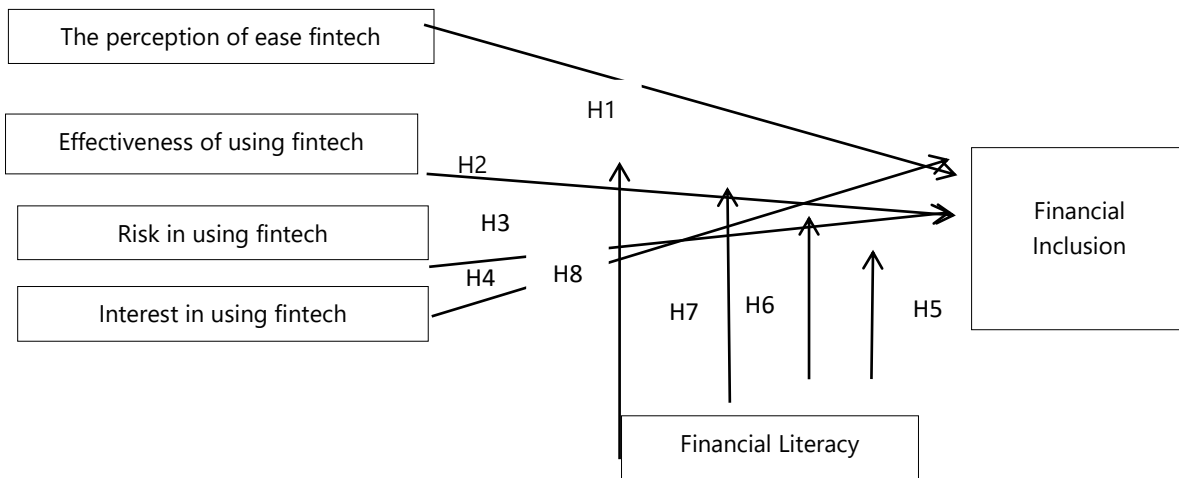 The perception of ease fintech
H1
Effectiveness of using fintech
H2
Risk in using fintech
H3
Financial
Inclusion
H4
H8
Interest in using fintech
H7
H6
H5
Financial Literacy